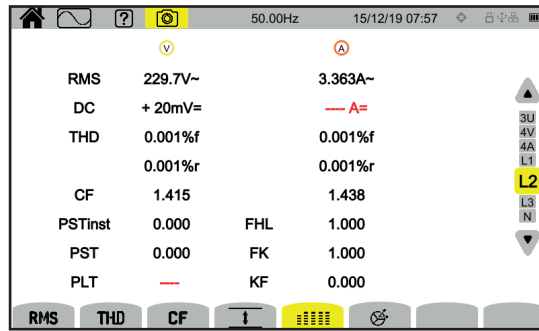 ? 50.00Hz 15/12/19 07:57
V A
RMS 229.7V~ 3.363A~
DC + 20mV= ---- A=
THD 0.001%f 0.001%f
0.001%r 0.001%r
CF 1.415 1.438
PSTinst 0.000 FHL 1.000
PST 0.000 FK 1.000
PLT ---- KF 0.000
3U
4V
4A
L1
L2
L3
N
RMS THD CF